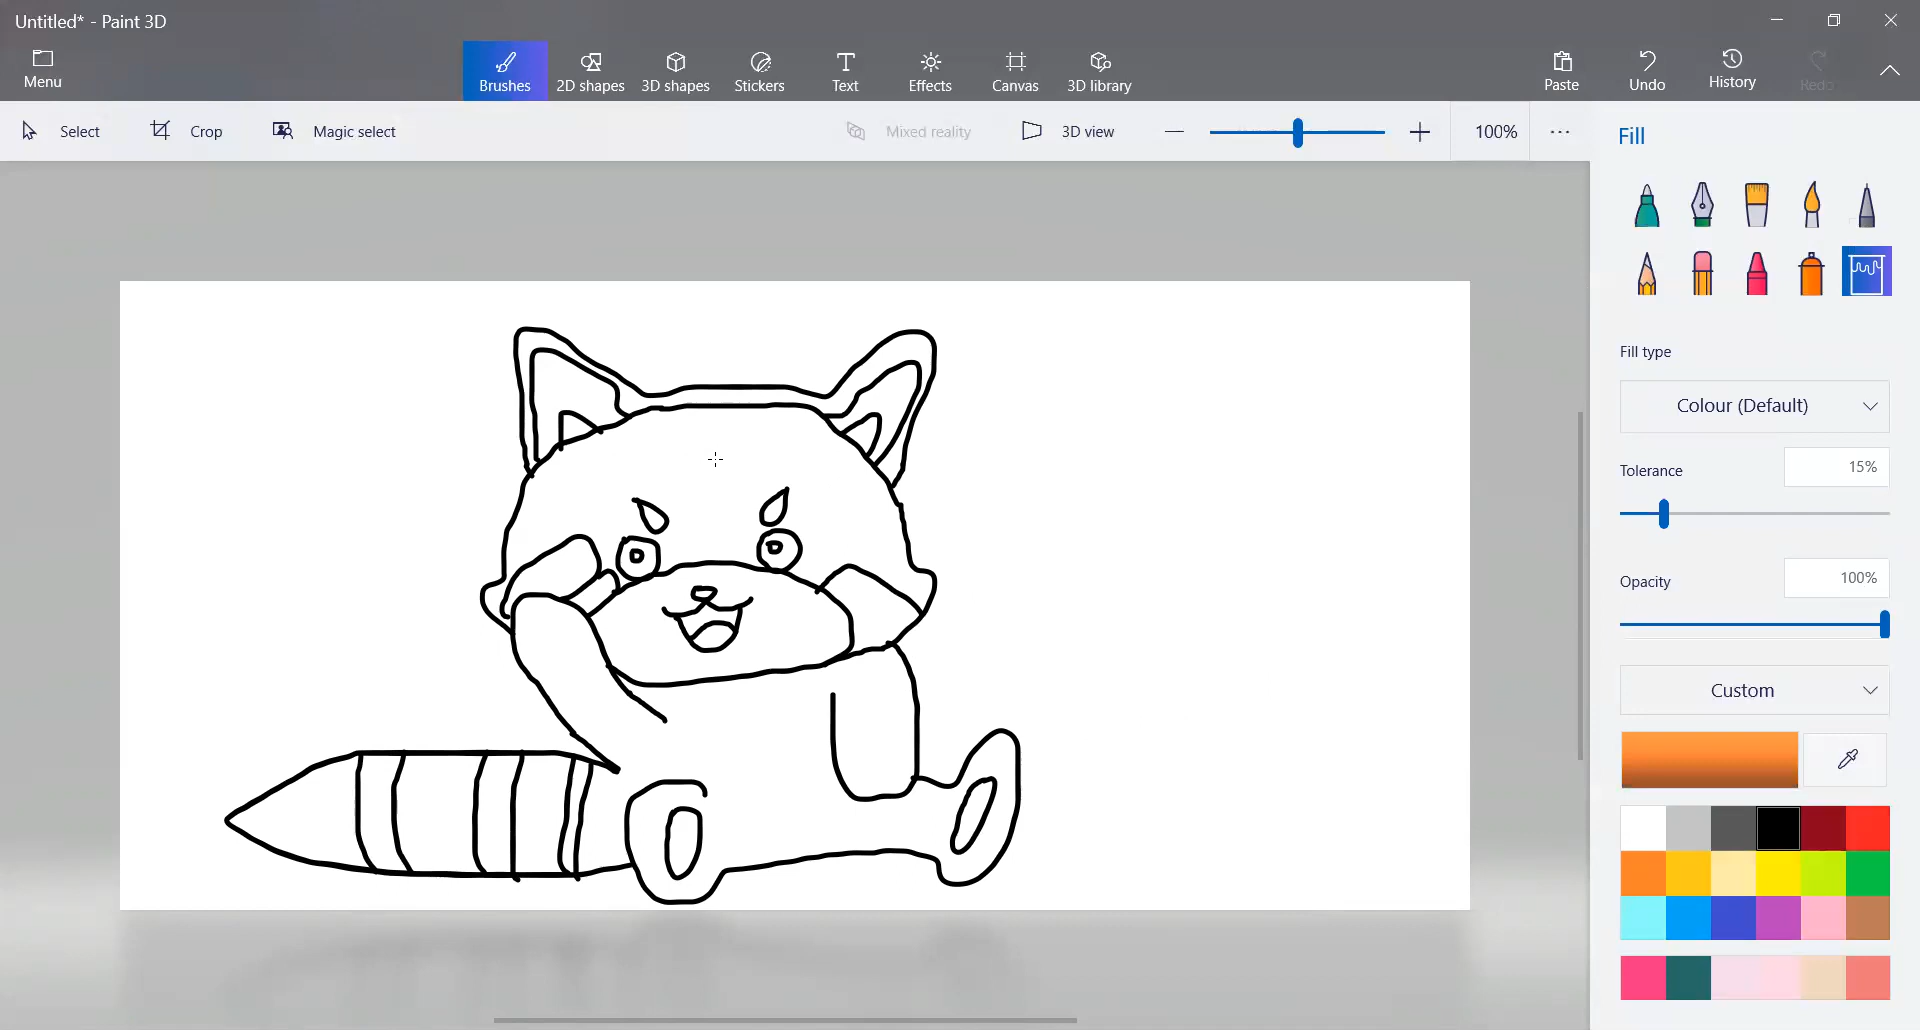 Untitled* - Paint 3D
Menu
Brushes
2D shapes
3D shapes
Stickers
Text
Effects
Canvas
3D library
Paste
Undo
History
Redo
Select
Crop
Magic select
Mixed reality
3D view
100%
Fill
Fill type
Colour (Default)
Tolerance
15%
Opacity
100%
Custom